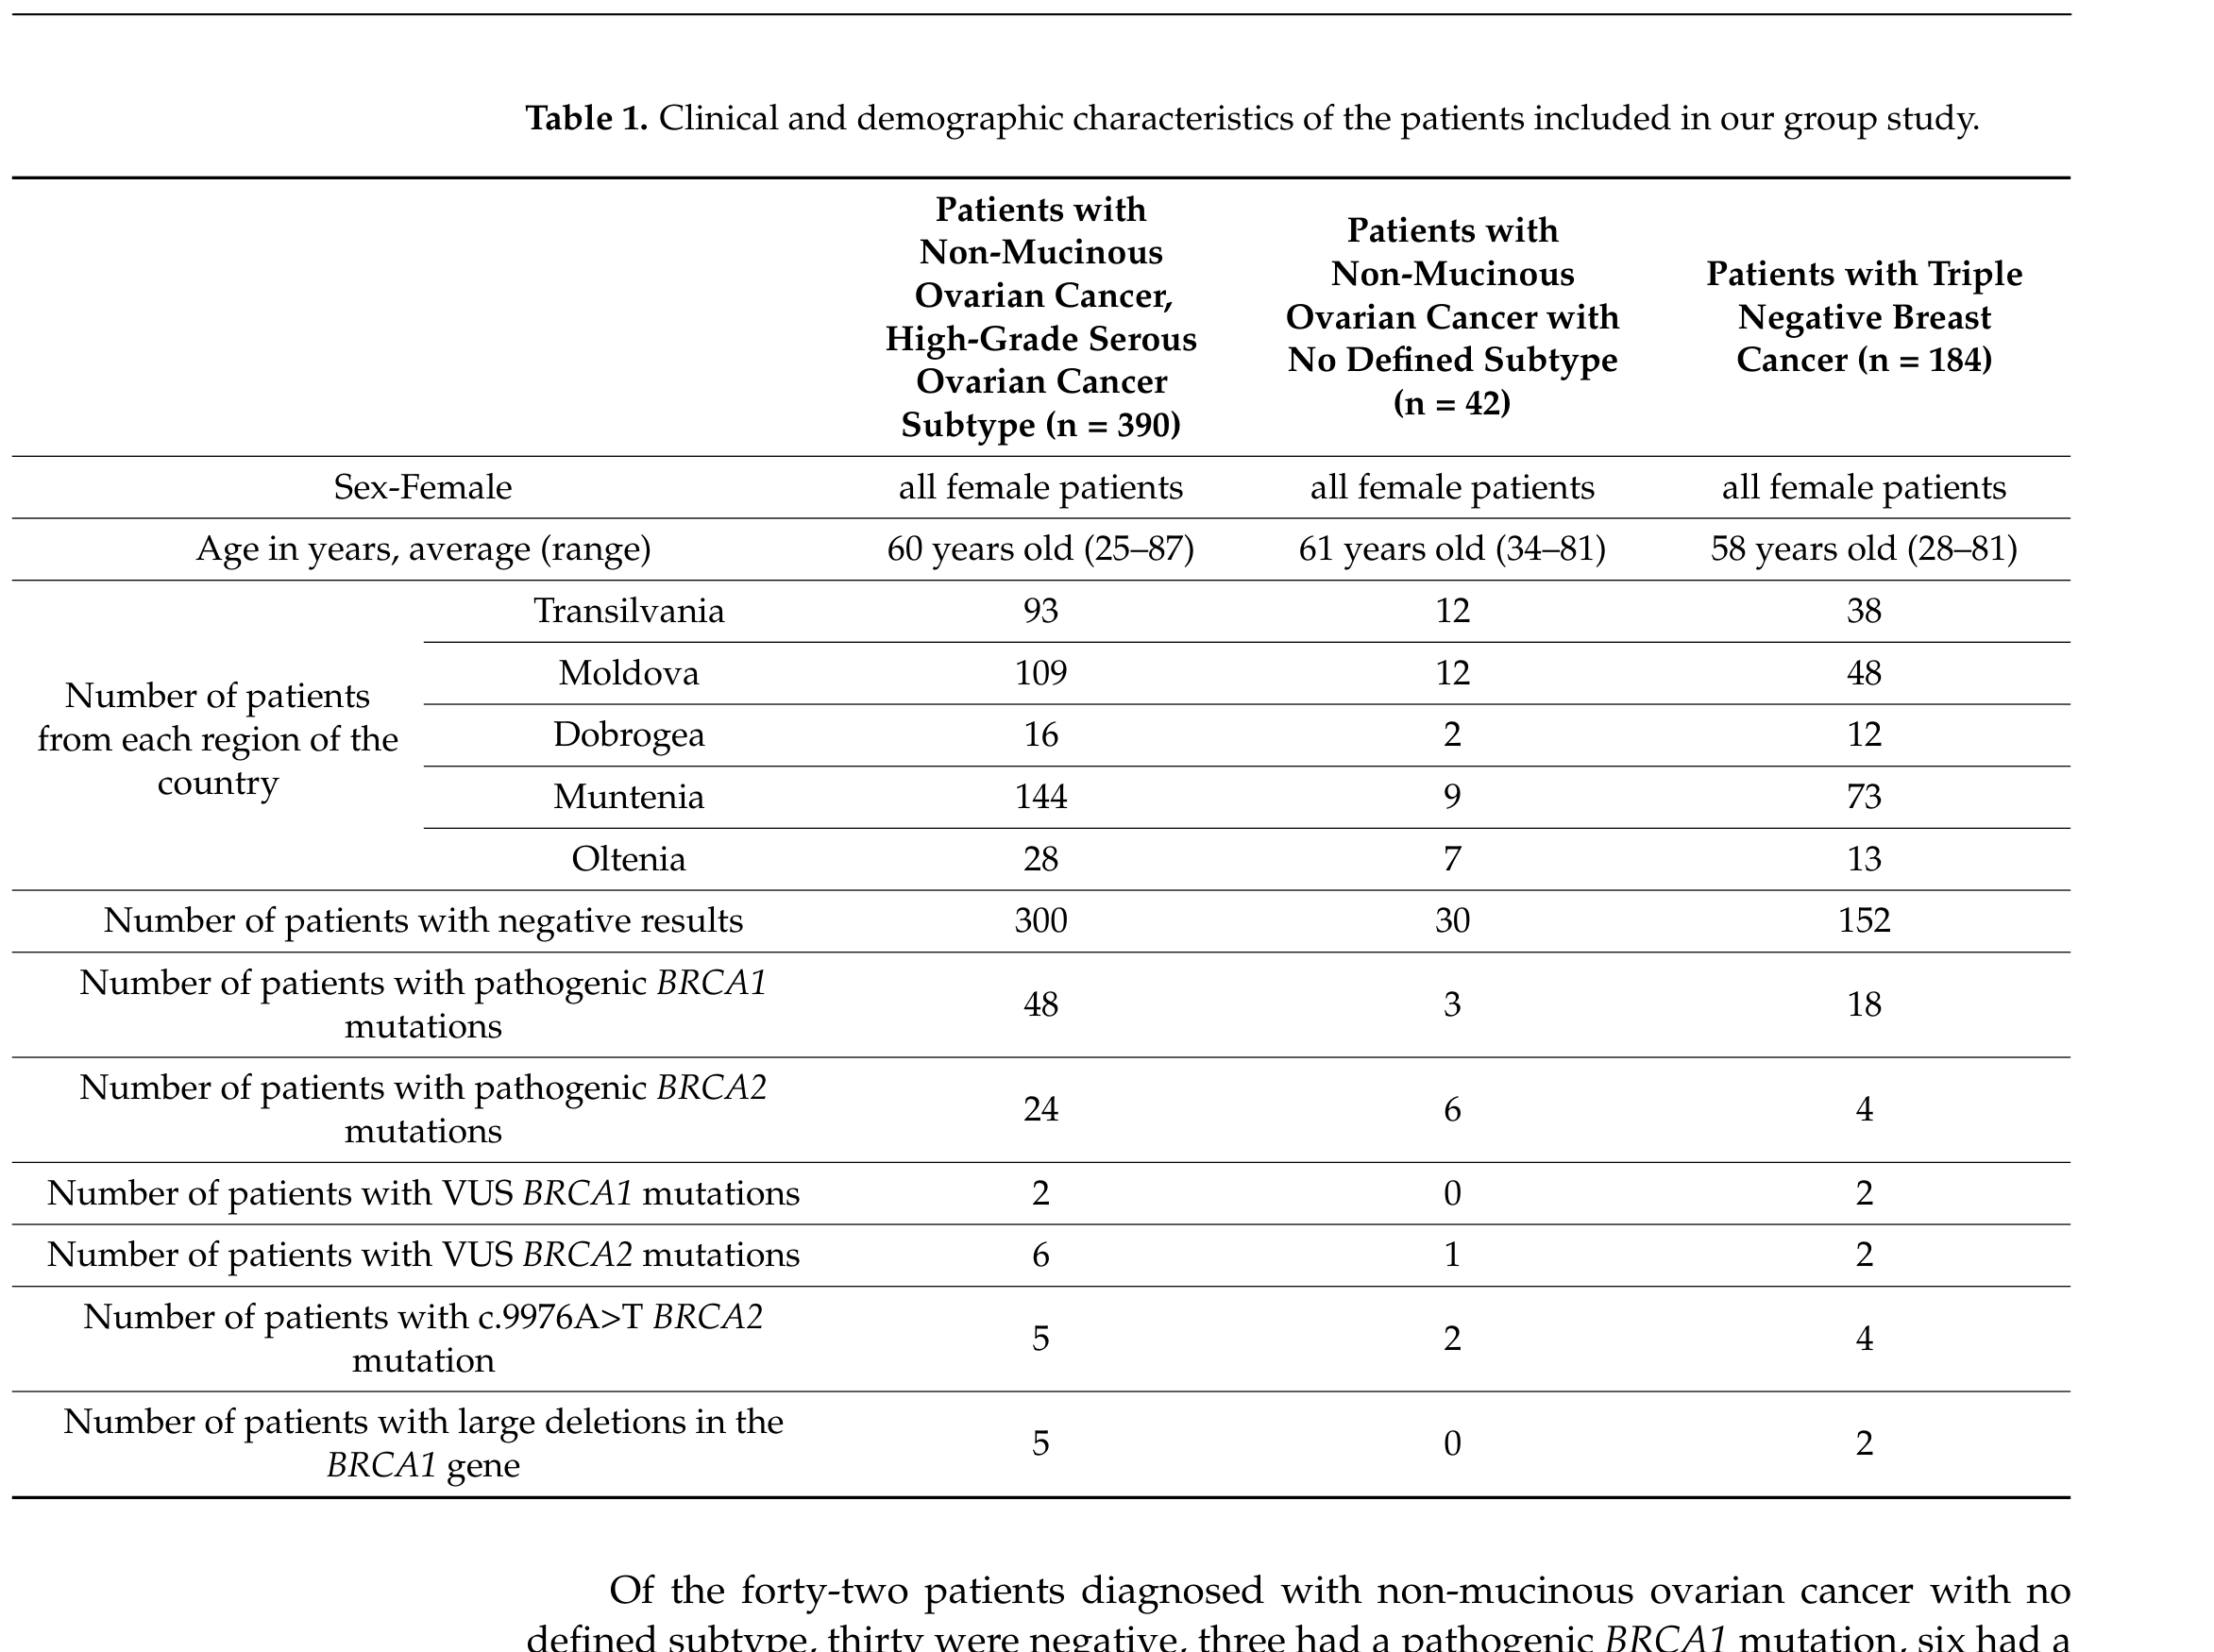 Table 1. Clinical and demographic characteristics of the patients included in our group study.
Patients with
Non-Mucinous
Ovarian Cancer,
High-Grade Serous
Ovarian Cancer
Subtype (n = 390)
Patients with
Non-Mucinous
Ovarian Cancer with
No Defined Subtype
(n = 42)
Patients with Triple
Negative Breast
Cancer (n = 184)
Sex-Female all female patients all female patients all female patients
Age in years, average (range) 60 years old (25–87) 61 years old (34–81) 58 years old (28–81)
Number of patients
from each region of the
country
Transilvania 93 12 38
Moldova 109 12 48
Dobrogea 16 2 12
Muntenia 144 9 73
Oltenia 28 7 13
Number of patients with negative results 300 30 152
Number of patients with pathogenic BRCA1
mutations
48 3 18
Number of patients with pathogenic BRCA2
mutations
24 6 4
Number of patients with VUS BRCA1 mutations 2 0 2
Number of patients with VUS BRCA2 mutations 6 1 2
Number of patients with c.9976A>T BRCA2
mutation
5 2 4
Number of patients with large deletions in the
BRCA1 gene
5 0 2
Of the forty-two patients diagnosed with non-mucinous ovarian cancer with no
defined subtype, thirty were negative, three had a pathogenic BRCA1 mutation, six had a